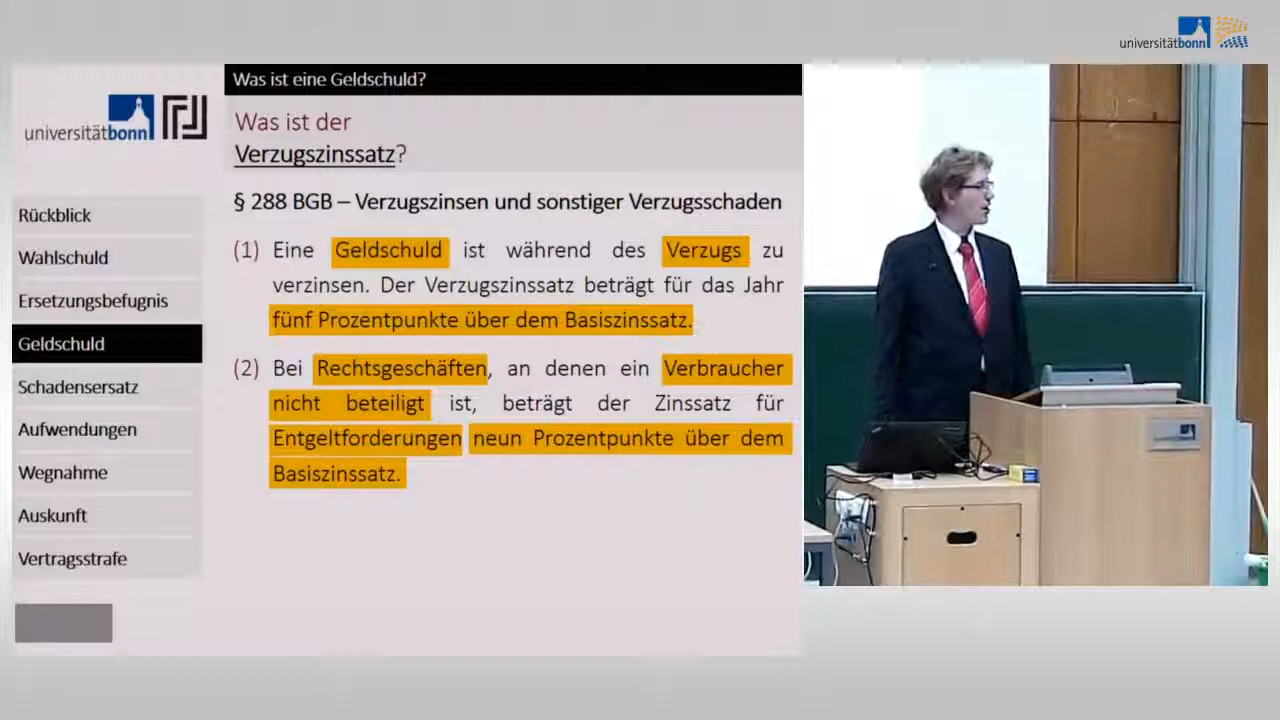 universitätbonn
Was ist eine Geldschuld?
universitätbonn
Was ist der
Verzugszinssatz?
§ 288 BGB – Verzugszinsen und sonstiger Verzugsschaden
(1) Eine Geldschuld ist während des Verzugs zu
verzinsen. Der Verzugszinssatz beträgt für das Jahr
fünf Prozentpunkte über dem Basiszinssatz.
(2) Bei Rechtsgeschäften, an denen ein Verbraucher
nicht beteiligt ist, beträgt der Zinssatz für
Entgeltforderungen neun Prozentpunkte über dem
Basiszinssatz.
Rückblick
Wahlschuld
Ersetzungsbefugnis
Geldschuld
Schadensersatz
Aufwendungen
Wegnahme
Auskunft
Vertragsstrafe